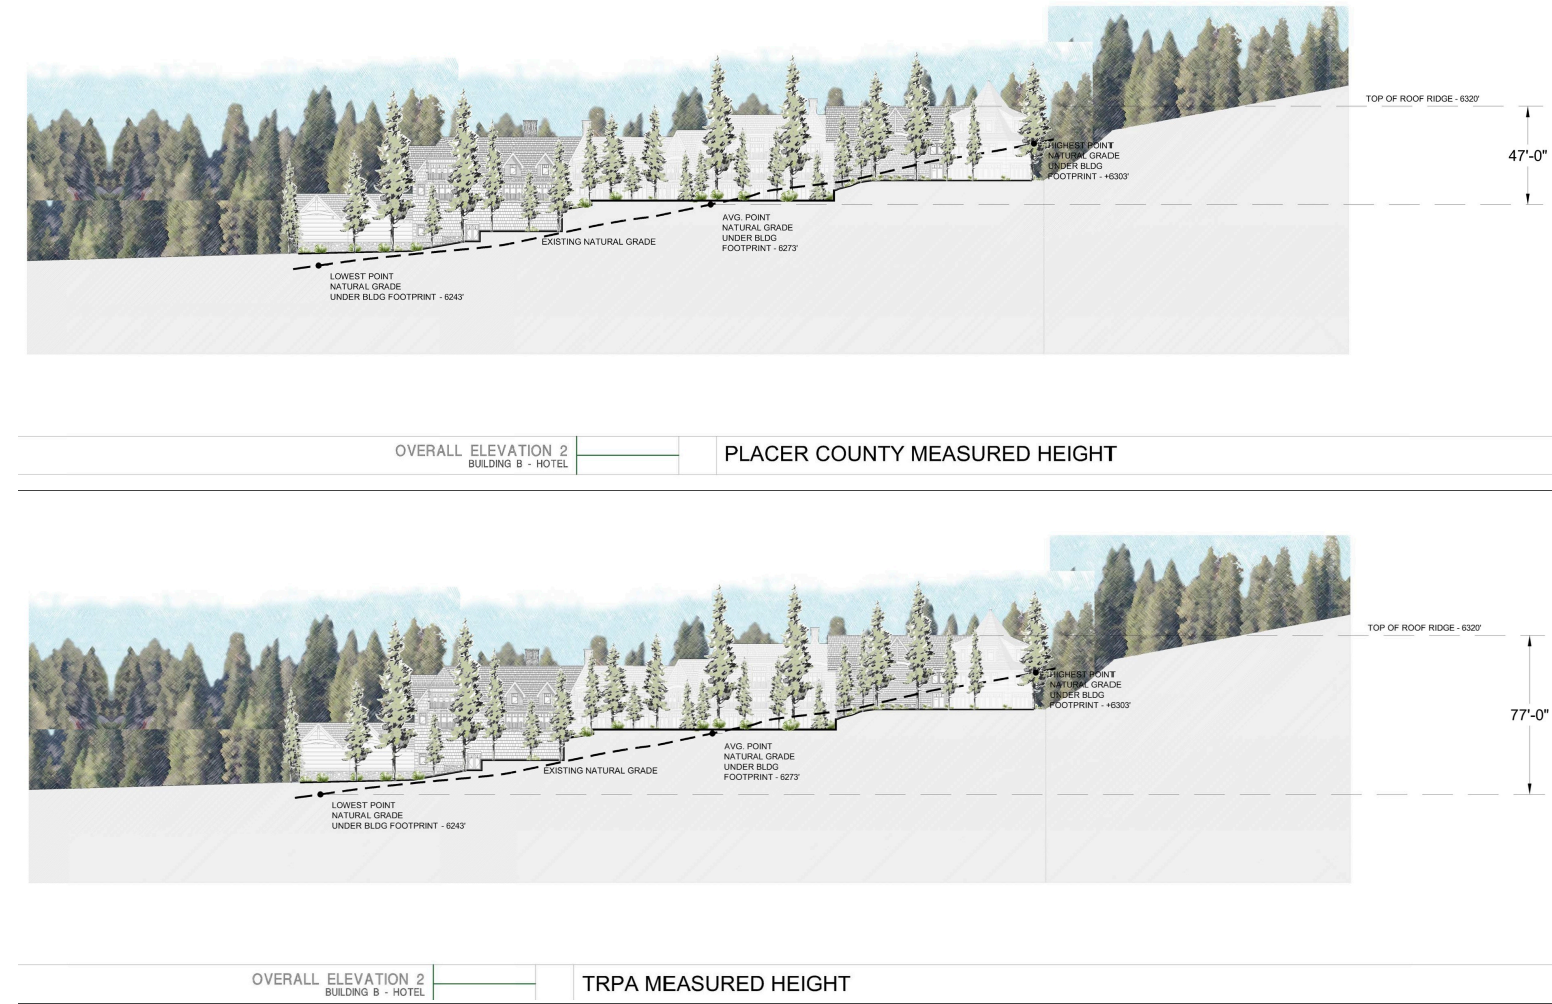 TOP OF ROOF RIDGE - 6320'
HIGHEST POINT
NATURAL GRADE
UNDER BLDG
FOOTPRINT - +6303'
47'-0"
AVG. POINT
NATURAL GRADE
UNDER BLDG
FOOTPRINT - 6273'
EXISTING NATURAL GRADE
LOWEST POINT
NATURAL GRADE
UNDER BLDG FOOTPRINT - 6243'
OVERALL ELEVATION 2
BUILDING B - HOTEL
PLACER COUNTY MEASURED HEIGHT
TOP OF ROOF RIDGE - 6320'
HIGHEST POINT
NATURAL GRADE
UNDER BLDG
FOOTPRINT - +6303'
77'-0"
AVG. POINT
NATURAL GRADE
UNDER BLDG
FOOTPRINT - 6273'
EXISTING NATURAL GRADE
LOWEST POINT
NATURAL GRADE
UNDER BLDG FOOTPRINT - 6243'
OVERALL ELEVATION 2
BUILDING B - HOTEL
TRPA MEASURED HEIGHT